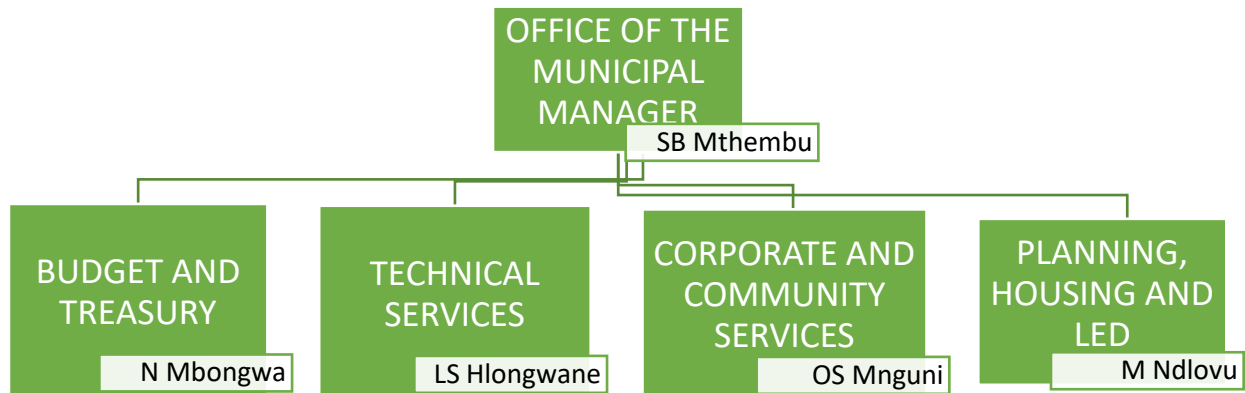 OFFICE OF THE
MUNICIPAL
MANAGER
SB Mthembu
BUDGET AND
TREASURY
N Mbongwa
TECHNICAL
SERVICES
LS Hlongwane
CORPORATE AND
COMMUNITY
SERVICES
OS Mnguni
PLANNING,
HOUSING AND
LED
M Ndlovu